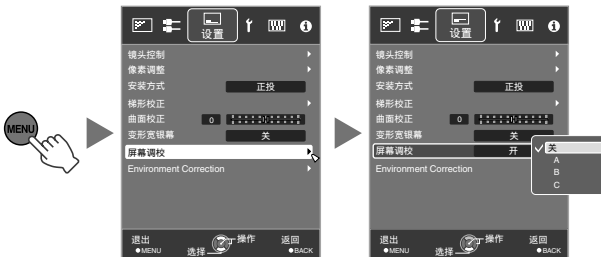 MENU
设置
镜头控制
像素调整
安装方式 正投
梯形校正
曲面校正 0
变形宽银幕 关
屏幕调校
Environment Correction
退出 操作 返回
●MENU 选择 ●BACK
设置
镜头控制
像素调整
安装方式 正投
梯形校正
曲面校正 0
变形宽银幕 关
屏幕调校 开
关
A
B
C
Environment Correction
退出 操作 返回
●MENU 选择 ●BACK